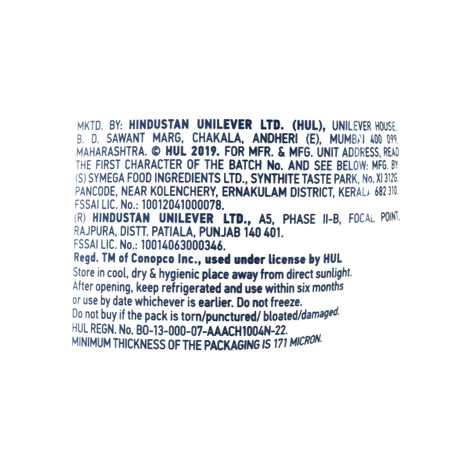 MKTD. BY: HINDUSTAN UNILEVER LTD. (HUL), UNILEVER HOUSE,
B. D. SAWANT MARG, CHAKALA, ANDHERI (E), MUMBAI 400 099,
MAHARASHTRA. © HUL 2019. FOR MFR. & MFG. UNIT ADDRESS, READ
THE FIRST CHARACTER OF THE BATCH No. AND SEE BELOW: MFG. BY
(S) SYMEGA FOOD INGREDIENTS LTD., SYNTHITE TASTE PARK, No. XI 312G,
PANCODE, NEAR KOLENCHERY, ERNAKULAM DISTRICT, KERALA 682 310.
FSSAI LIC. No.: 10012041000078.
(R) HINDUSTAN UNILEVER LTD., A5, PHASE II-B, FOCAL POINT,
RAJPURA, DISTT. PATIALA, PUNJAB 140 401.
FSSAI LIC. No.: 10014063000346.
Regd. TM of Conopco Inc., used under license by HUL
Store in cool, dry & hygienic place away from direct sunlight.
After opening, keep refrigerated and use within six months
or use by date whichever is earlier. Do not freeze.
Do not buy if the pack is torn/punctured/ bloated/damaged.
HUL REGN. No. BO-13-000-07-AAACH1004N-22.
MINIMUM THICKNESS OF THE PACKAGING IS 171 MICRON.